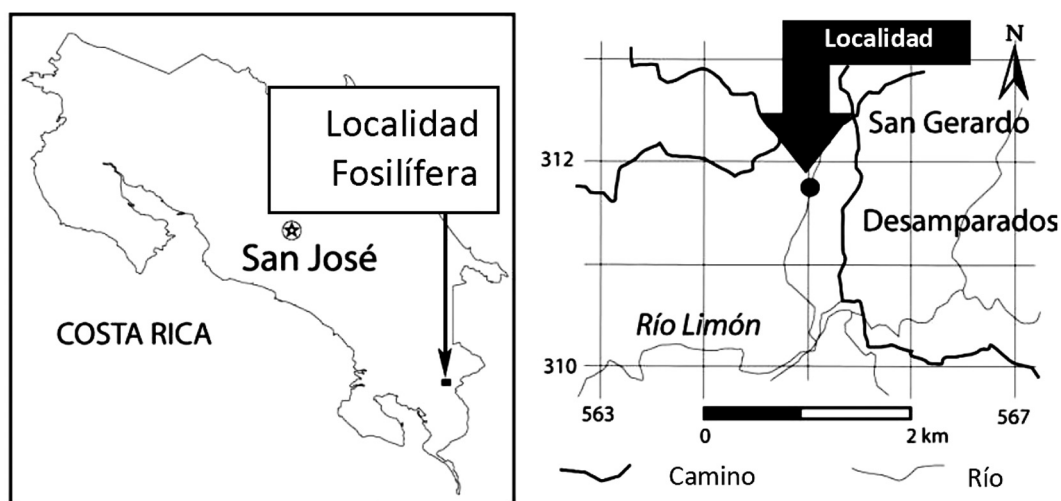 Localidad
Fosilífera
San José
COSTA RICA
Localidad
N
San Gerardo
312
Desamparados
Río Limón
310
563
567
0
2 km
Camino
Río